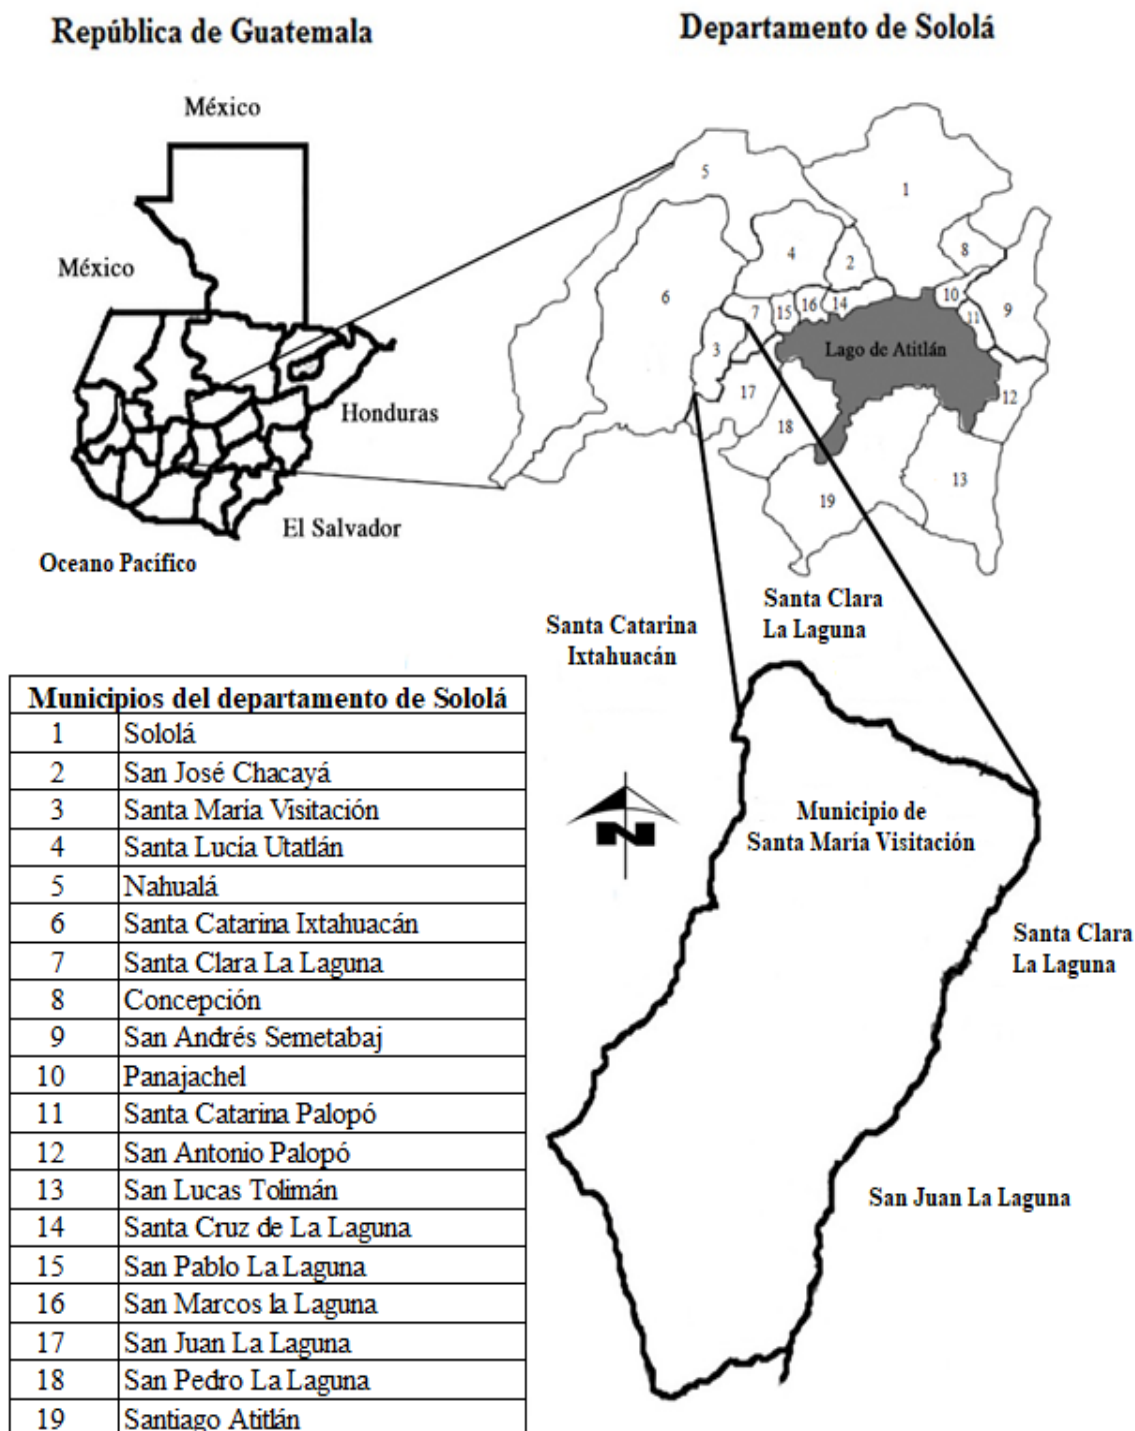 República de Guatemala
Departamento de Sololá
México
México
Honduras
El Salvador
Oceano Pacífico
5
1
4
2
8
6
7
15
16
14
10
11
9
3
Lago de Atitlán
17
12
18
13
19
Santa Catarina
Ixtahuacán
Santa Clara
La Laguna
N
Municipio de
Santa María Visitación
Santa Clara
La Laguna
San Juan La Laguna
Municipios del departamento de Sololá
1 Sololá
2 San José Chacayá
3 Santa María Visitación
4 Santa Lucía Utatlán
5 Nahualá
6 Santa Catarina Ixtahuacán
7 Santa Clara La Laguna
8 Concepción
9 San Andrés Semetabaj
10 Panajachel
11 Santa Catarina Palopó
12 San Antonio Palopó
13 San Lucas Tolimán
14 Santa Cruz de La Laguna
15 San Pablo La Laguna
16 San Marcos la Laguna
17 San Juan La Laguna
18 San Pedro La Laguna
19 Santiago Atitlán